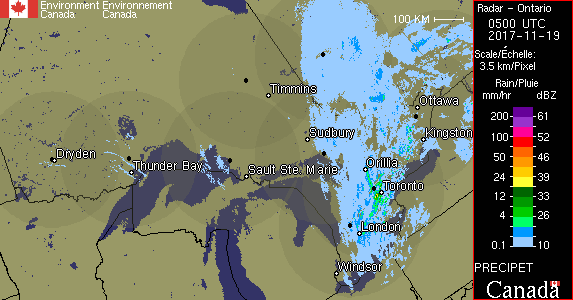 Environment Environnement
Canada Canada
100 KM
Timmins
Ottawa
Sudbury
Kingston
Dryden
Thunder Bay
Sault Ste. Marie
Orillia
Toronto
London
Windsor
Radar - Ontario
0500 UTC
2017-11-19
Scale/Échelle:
3.5 km/Pixel
Rain/Pluie
mm/hr dBZ
200 61
100 52
50 46
24 39
12 33
4 26
0.1 10
PRECIPET
Canada